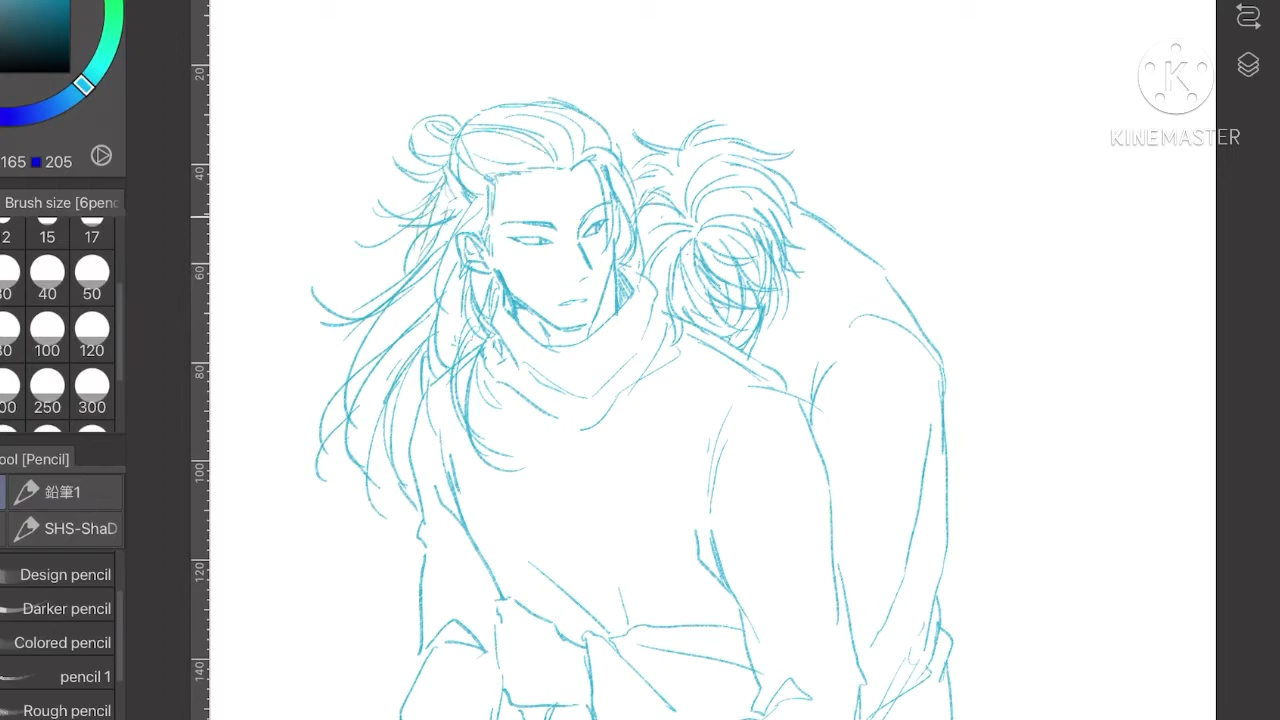 165 205
Brush size [6penc
2 15 17
30 40 50
80 100 120
00 250 300
ool [Pencil]
鉛筆1
SHS-ShaD
Design pencil
Darker pencil
Colored pencil
pencil 1
Rough pencil
20
40
60
80
100
120
140
K
KINEMASTER